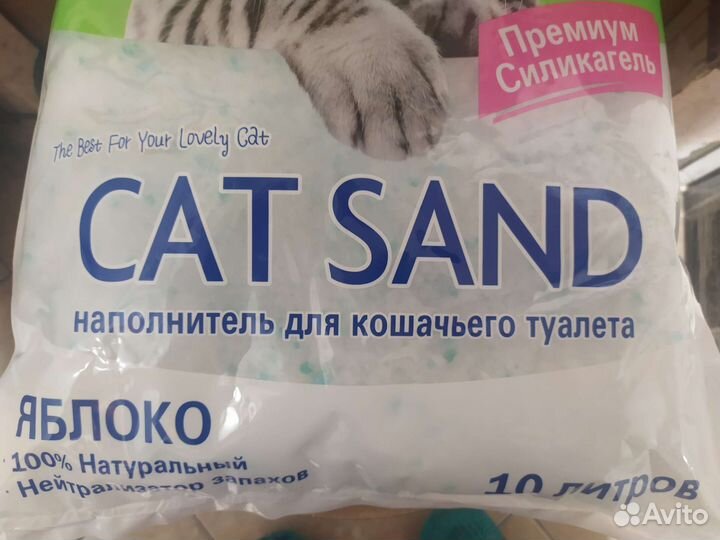 Премиум
Силикагель
The Best For Your Lovely Cat
CAT SAND
наполнитель для кошачьего туалета
ЯБЛОКО
· 100% Натуральный
· Нейтрализатор запахов
10 литров
Avito